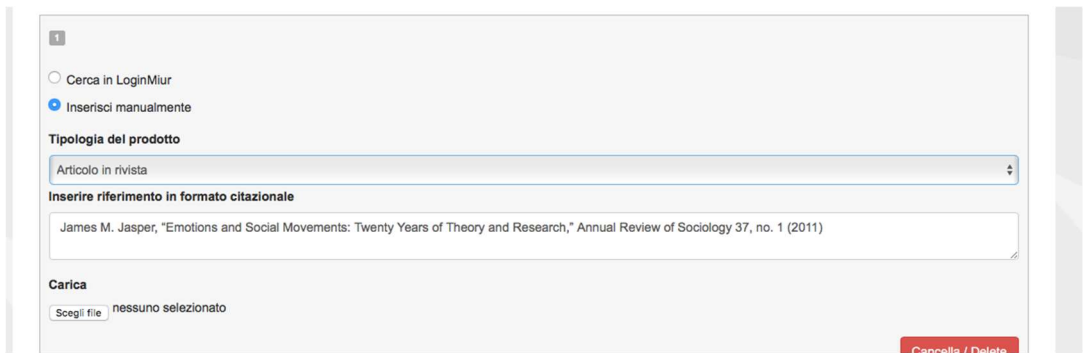 1
Cerca in LoginMiur
Inserisci manualmente
Tipologia del prodotto
Articolo in rivista
Inserire riferimento in formato citazionale
James M. Jasper, “Emotions and Social Movements: Twenty Years of Theory and Research,” Annual Review of Sociology 37, no. 1 (2011)
Carica
Scegli file nessuno selezionato
Cancella / Delete